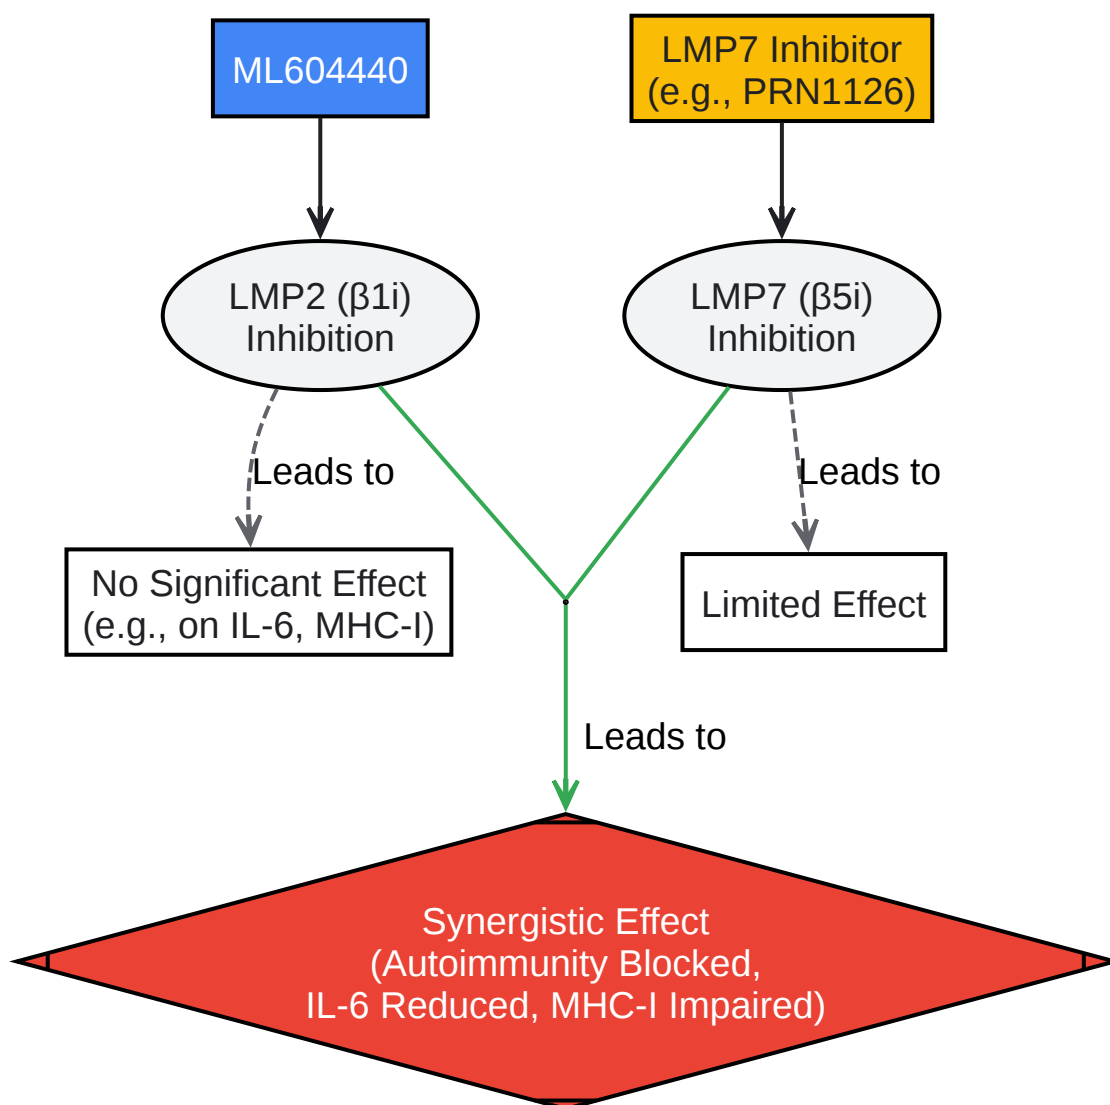 ML604440
LMP7 Inhibitor
(e.g., PRN1126)
LMP2 (β1i)
Inhibition
LMP7 (β5i)
Inhibition
Leads to
Leads to
No Significant Effect
(e.g., on IL-6, MHC-I)
Limited Effect
Leads to
Synergistic Effect
(Autoimmunity Blocked,
IL-6 Reduced, MHC-I Impaired)